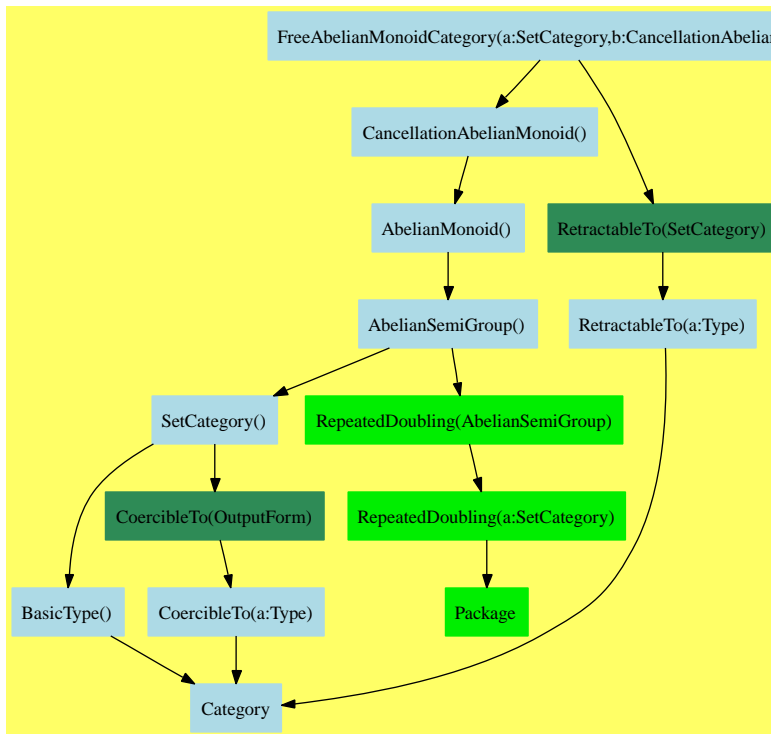 FreeAbelianMonoidCategory(a:SetCategory,b:CancellationAbelian
CancellationAbelianMonoid()
AbelianMonoid()
RetractableTo(SetCategory)
AbelianSemiGroup()
RetractableTo(a:Type)
SetCategory()
RepeatedDoubling(AbelianSemiGroup)
CoercibleTo(OutputForm)
RepeatedDoubling(a:SetCategory)
BasicType()
CoercibleTo(a:Type)
Package
Category